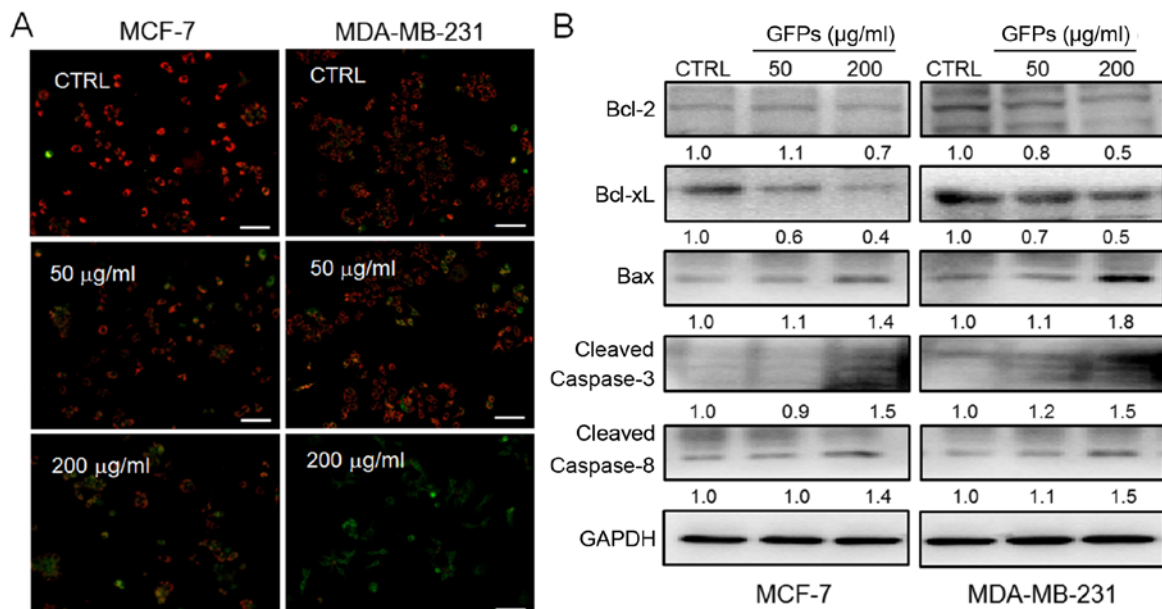 A
MCF-7
MDA-MB-231
CTRL
CTRL
50 µg/ml
50 µg/ml
200 µg/ml
200 µg/ml
B
GFPs (µg/ml)
GFPs (µg/ml)
CTRL 50 200
CTRL 50 200
Bcl-2
1.0 1.1 0.7 1.0 0.8 0.5
Bcl-xL
1.0 0.6 0.4 1.0 0.7 0.5
Bax
1.0 1.1 1.4 1.0 1.1 1.8
Cleaved
Caspase-3
1.0 0.9 1.5 1.0 1.2 1.5
Cleaved
Caspase-8
1.0 1.0 1.4 1.0 1.1 1.5
GAPDH
MCF-7
MDA-MB-231